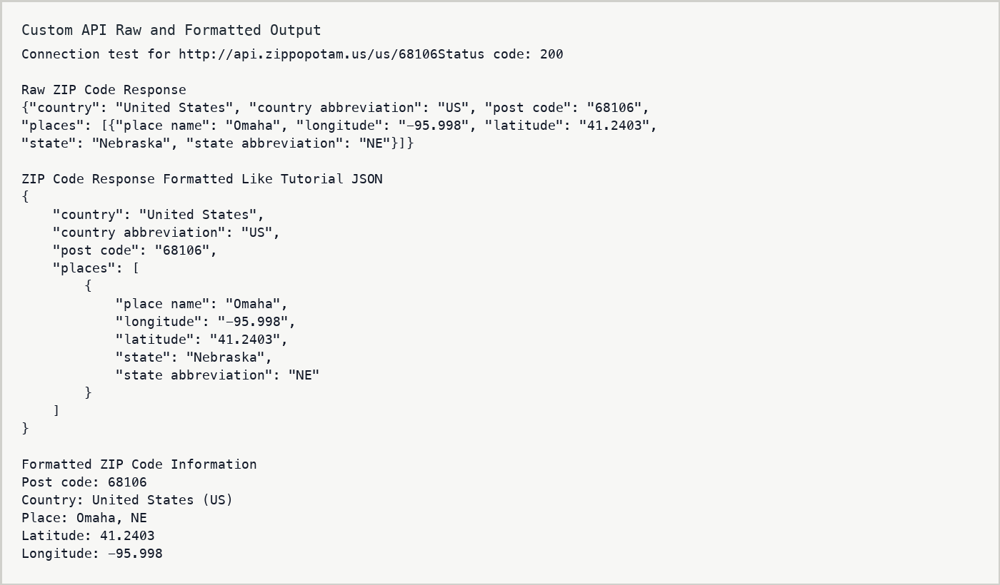 Custom API Raw and Formatted Output
Connection test for http://api.zippopotam.us/us/68106Status code: 200
Raw ZIP Code Response
{"country": "United States", "country abbreviation": "US", "post code": "68106",
"places": [{"place name": "Omaha", "longitude": "−95.998", "latitude": "41.2403",
"state": "Nebraska", "state abbreviation": "NE"}]}
ZIP Code Response Formatted Like Tutorial JSON
{
    "country": "United States",
    "country abbreviation": "US",
    "post code": "68106",
    "places": [
        {
            "place name": "Omaha",
            "longitude": "−95.998",
            "latitude": "41.2403",
            "state": "Nebraska",
            "state abbreviation": "NE"
        }
    ]
}
Formatted ZIP Code Information
Post code: 68106
Country: United States (US)
Place: Omaha, NE
Latitude: 41.2403
Longitude: −95.998